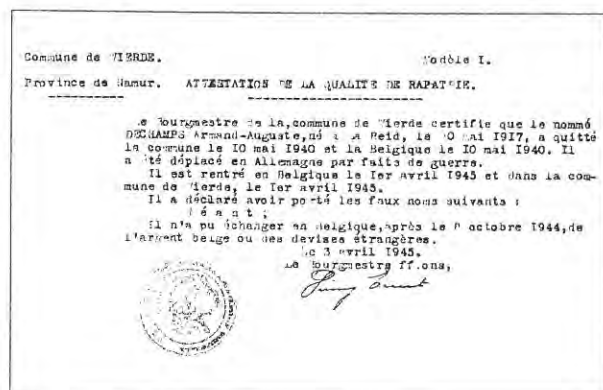 Commune de VIERDE.
Modèle I.
Province de Namur. ATTESTATION DE LA QUALITE DE RAPATRIE.
Le Bourgmestre de la,commune de Vierde certifie que le nommé
DECHAMPS Armand-Auguste,né à La Reid, le mai 1917, a quitté
la commune le 10 mai 1940 et la Belgique le 10 mai 1940. Il
a été déplacé en Allemagne par faits de guerre.
Il est rentré en Belgique le Ier avril 1945 et dans la com-
mune de Vierde, le Ier avril 1945.
Il a déclaré avoir porté les faux noms suivants :
Néant ;
Il n'a pu échanger en Belgique,après le octobre 1944,de
l'argent belge ou des devises étrangères.
Le 3 avril 1945.
Le Bourgmestre ff.ons,